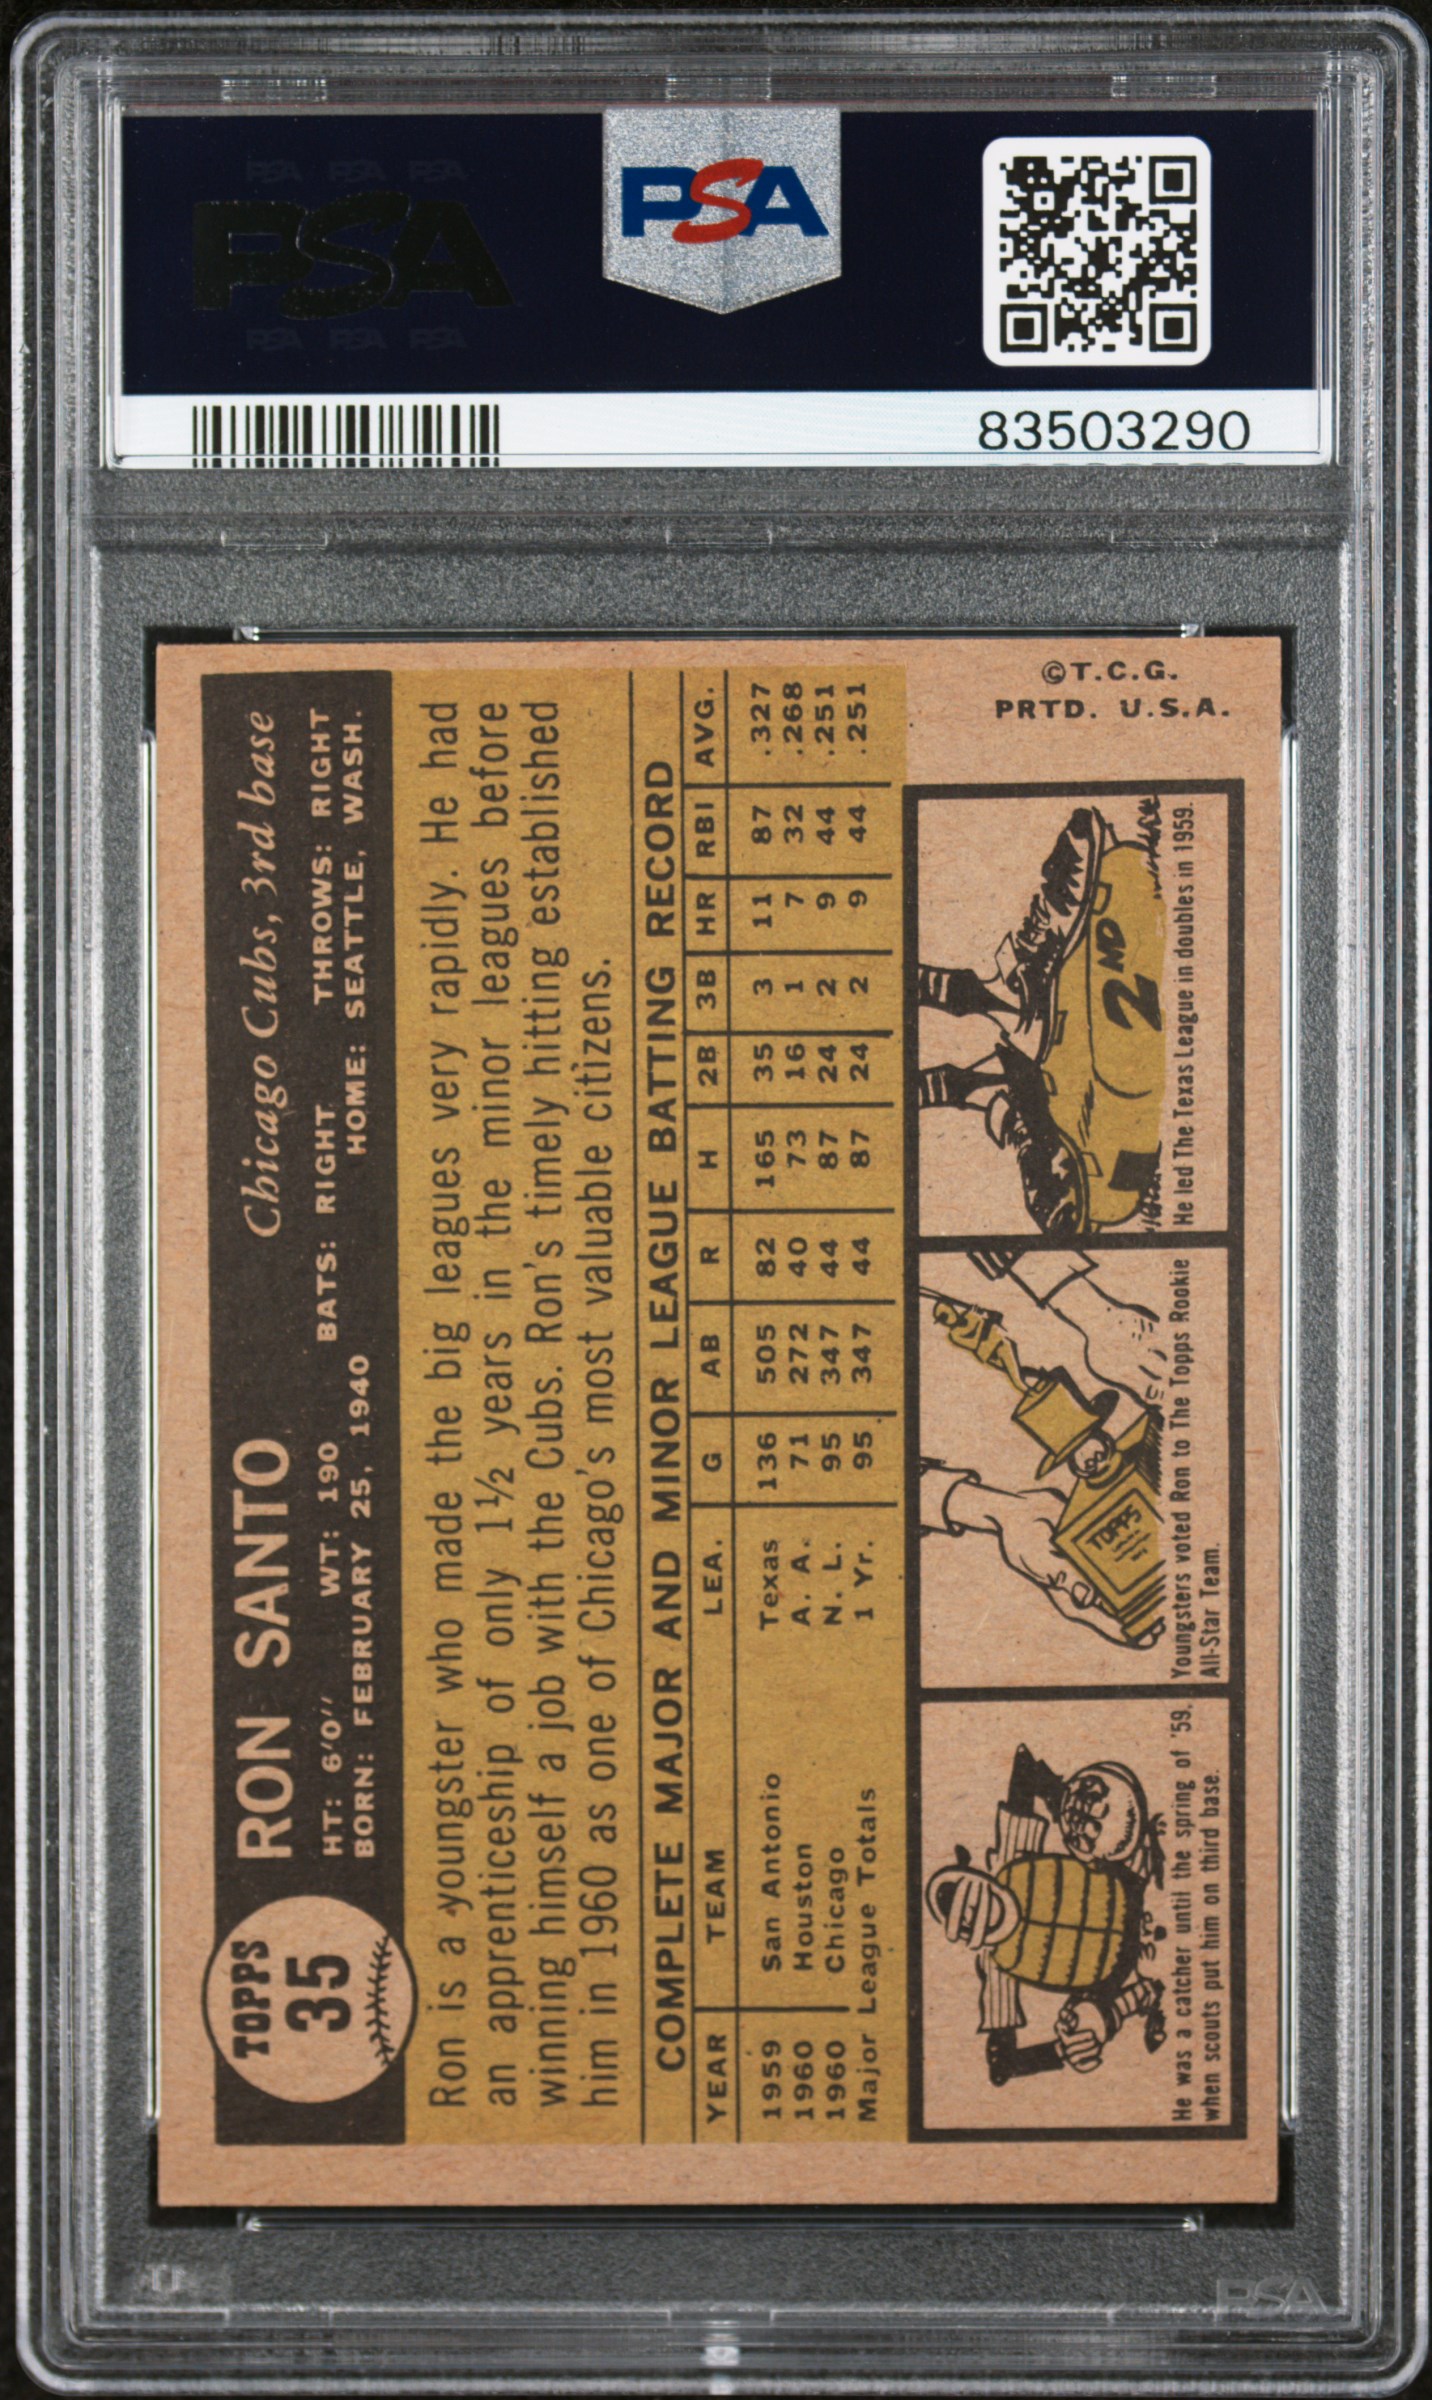 PSA PSA PSA
PSA
PSA PSA PSA
PSA
83503290
TOPPS
35
RON SANTO
Chicago Cubs, 3rd base
HT: 6'0" WT: 190 BATS: RIGHT THROWS: RIGHT
BORN: FEBRUARY 25, 1940 HOME: SEATTLE, WASH.
Ron is a youngster who made the big leagues very rapidly. He had
an apprenticeship of only 1½ years in the minor leagues before
winning himself a job with the Cubs. Ron's timely hitting established
him in 1960 as one of Chicago's most valuable citizens.
COMPLETE MAJOR AND MINOR LEAGUE BATTING RECORD
YEAR TEAM LEA. G AB R H 2B 3B HR RBI AVG.
1959 San Antonio Texas 136 505 82 165 35 3 11 87 .327
1960 Houston A. A. 71 272 40 73 16 1 7 32 .268
1960 Chicago N. L. 95 347 44 87 24 2 9 44 .251
Major League Totals 1 Yr. 95 347 44 87 24 2 9 44 .251
He was a catcher until the spring of '59.
when scouts put him on third base.
TOPPS
Youngsters voted Ron to The Topps Rookie
All-Star Team.
2ND
He led The Texas League in doubles in 1959.
©T.C.G.
PRTD. U.S.A.
PSA